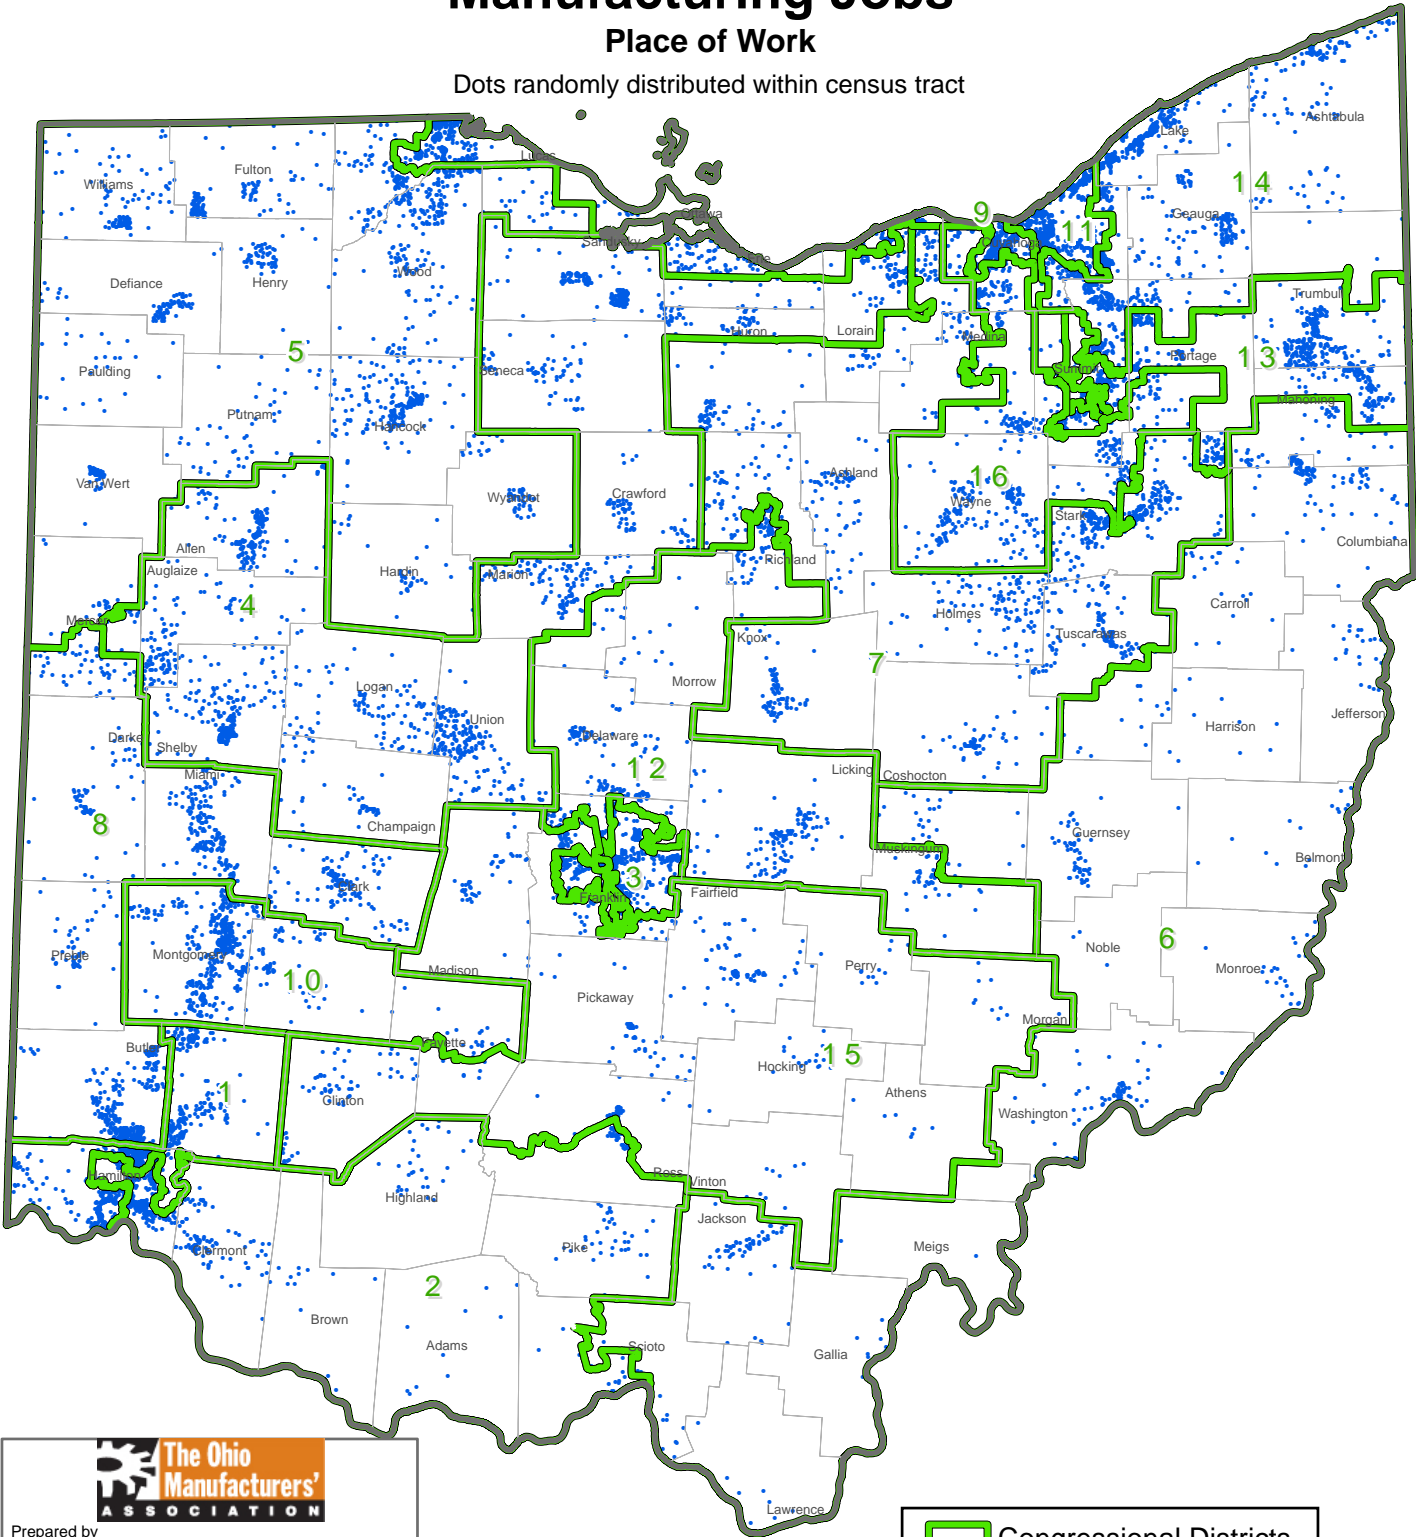 Manufacturing Jobs
Place of Work
Dots randomly distributed within census tract
Ashtabula
Lake
Lucas
Fulton
Williams
14
Geauga
9
Ottawa
11
Sandusky
Wood
Defiance
Henry
Trumbull
Huron
Lorain
Medina
5
Portage
13
Paulding
Seneca
Summit
Mahoning
Putnam
Hancock
Ashland
16
Van Wert
Wyandot
Crawford
Wayne
Stark
Columbiana
Allen
Richland
Auglaize
Hardin
Marion
4
Carroll
Mercer
Holmes
Tuscarawas
Knox
7
Morrow
Logan
Union
Harrison
Jefferson
Darke
Shelby
Delaware
12
Miami
Licking
Coshocton
8
Champaign
Guernsey
Muskingum
Belmont
3
Clark
Fairfield
Franklin
6
Noble
Preble
Montgomery
Perry
Monroe
Madison
10
Pickaway
Morgan
Fayette
Butler
15
Hocking
1
Clinton
Athens
Washington
Hamilton
Ross
Vinton
Highland
Jackson
Pike
Meigs
Clermont
2
Brown
Adams
Scioto
Gallia
The Ohio
Manufacturers'
ASSOCIATION
Lawrence
Prepared by
Congressional Districts